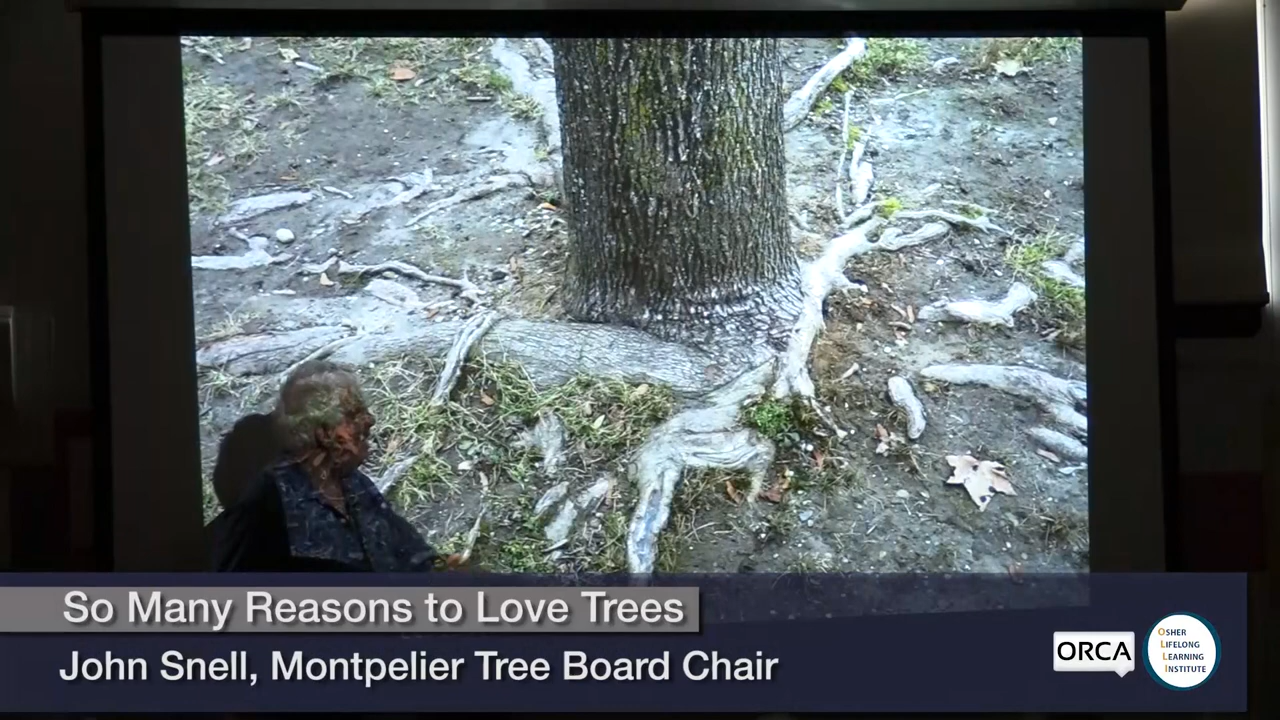 So Many Reasons to Love Trees
John Snell, Montpelier Tree Board Chair
ORCA
OSHER
LIFELONG
LEARNING
INSTITUTE